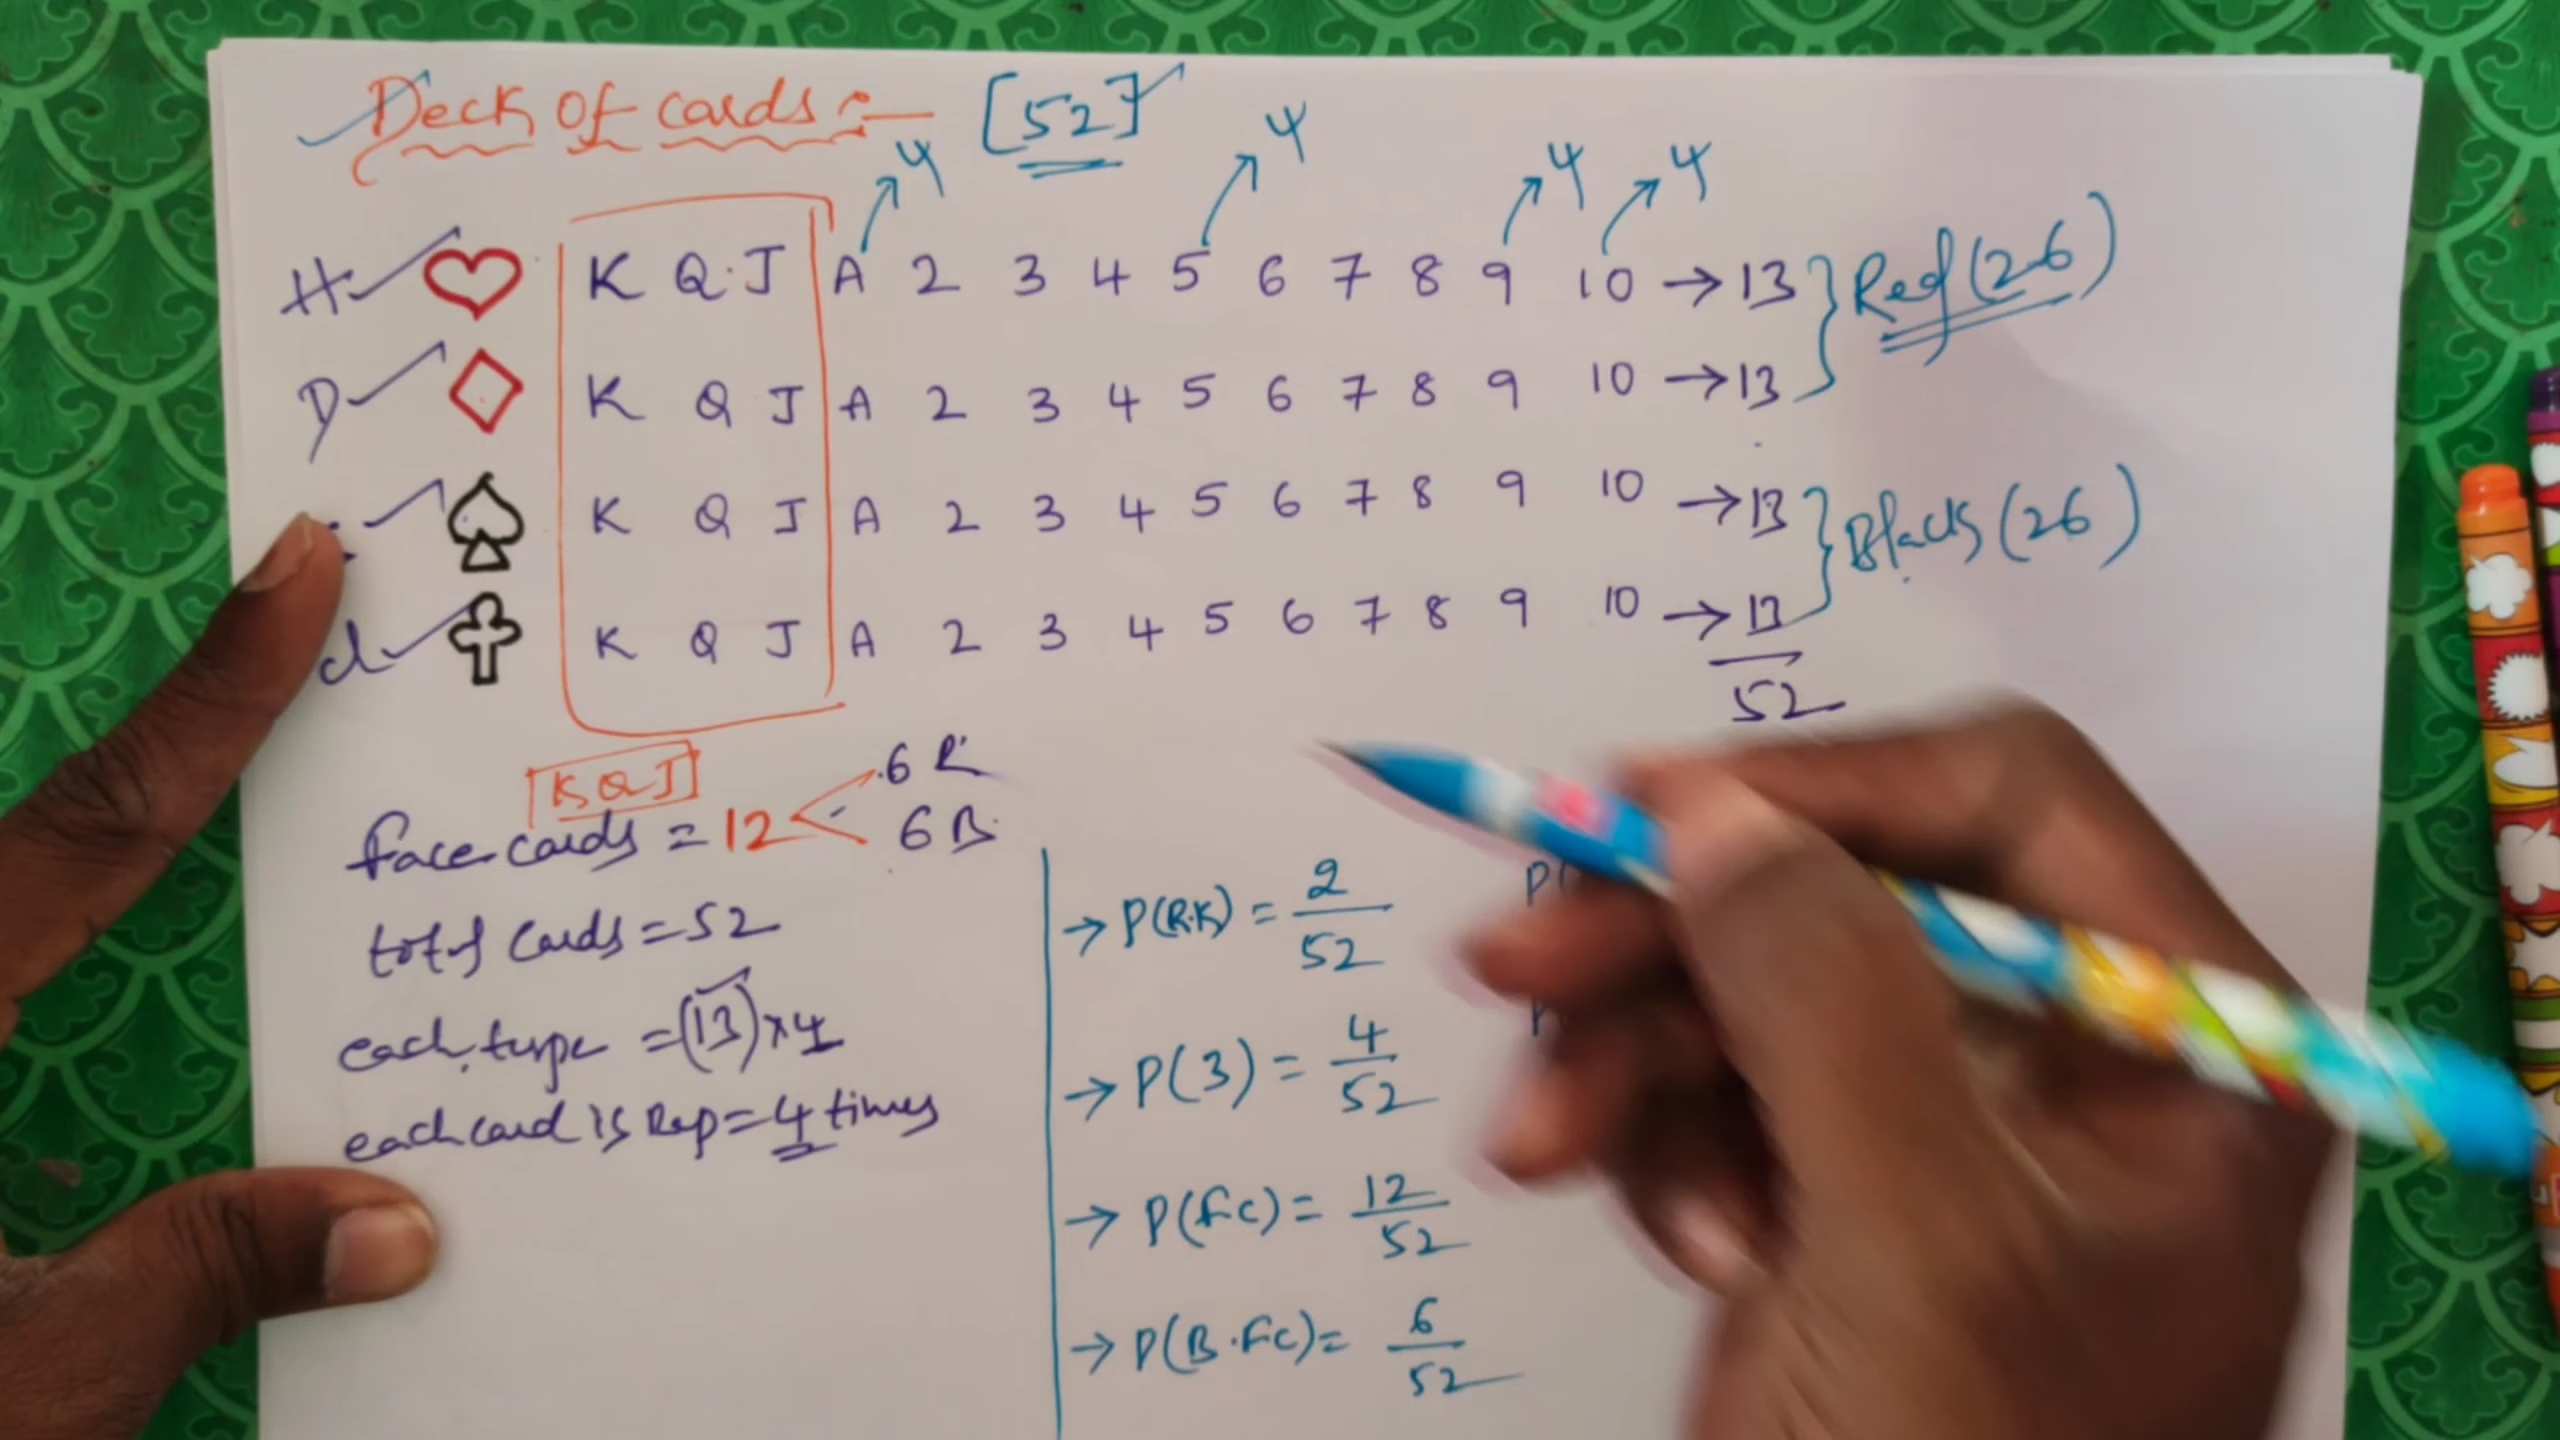 Deck of cards :- [52]
4 4 4 4
H K Q J A 2 3 4 5 6 7 8 9 10 → 13
Red (26)
D K Q J A 2 3 4 5 6 7 8 9 10 → 13
K Q J A 2 3 4 5 6 7 8 9 10 → 13
Black (26)
cl K Q J A 2 3 4 5 6 7 8 9 10 → 13
52
K Q J
face cards = 12 < 6 R
6 B
total cards = 52
each type = (13) × 4
each card is Rep = 4 times
→ P(R.K) = 2/52
→ P(3) = 4/52
→ P(fc) = 12/52
→ P(B.Fc) = 6/52
P(